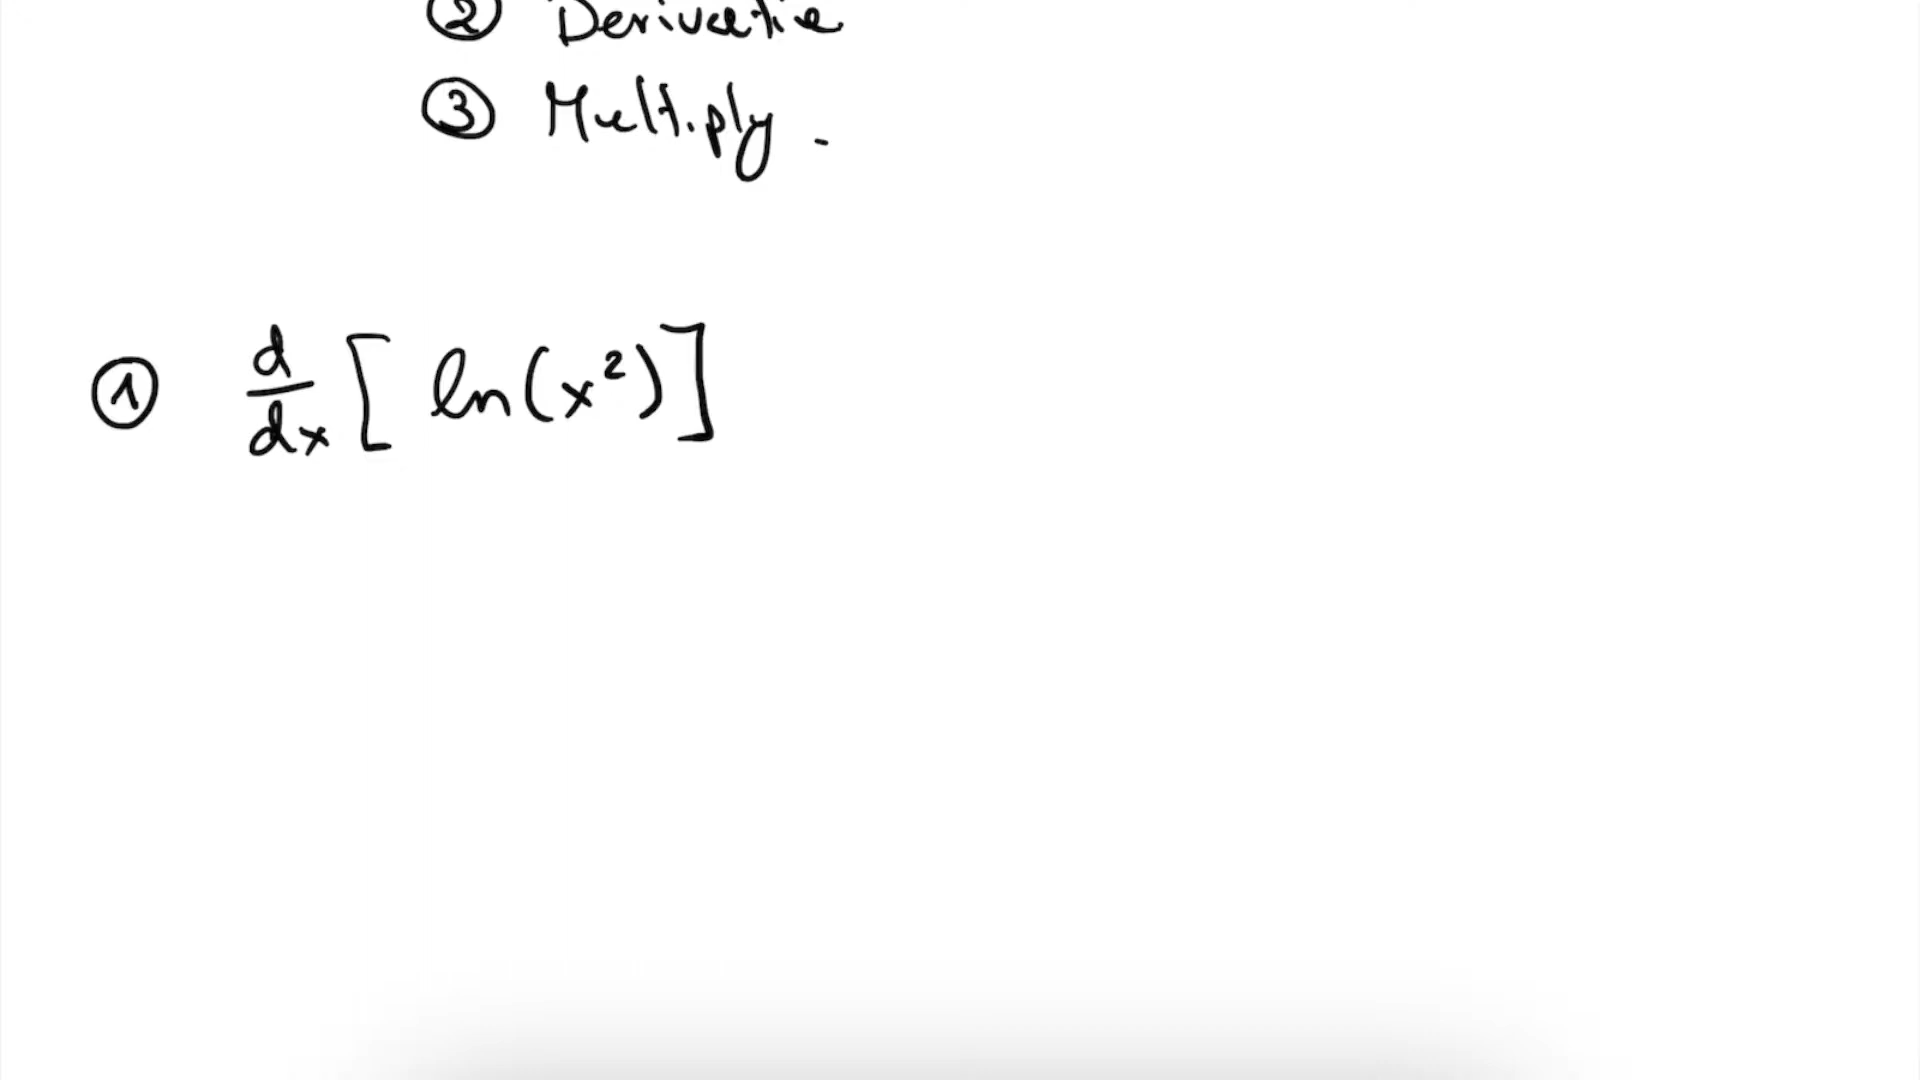 ② Derivative
③ Multiply.
① d/dx [ ln(x²) ]